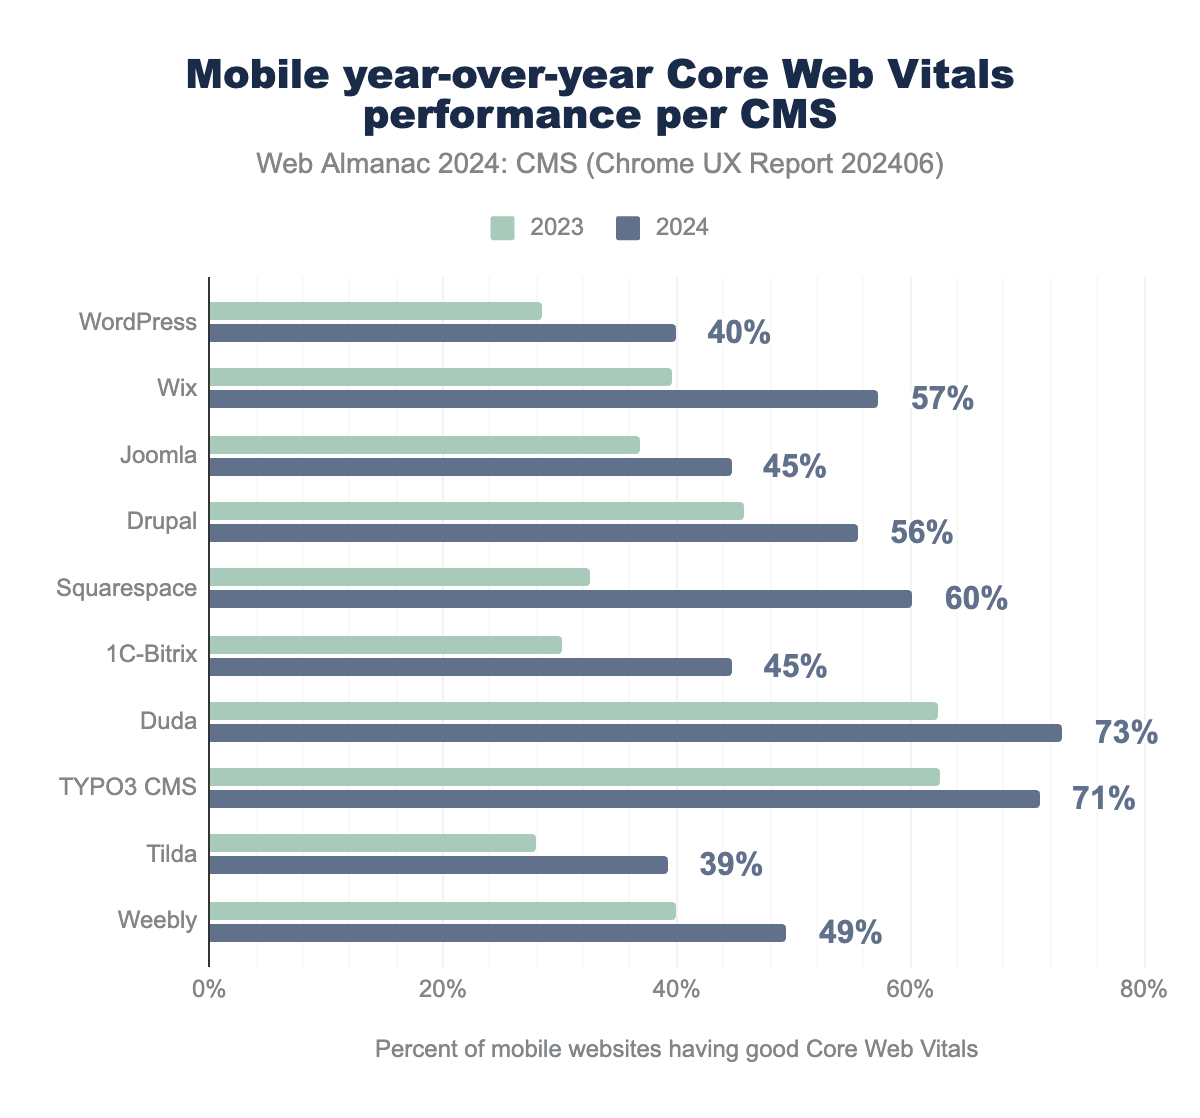 Mobile year-over-year Core Web Vitals
performance per CMS
Web Almanac 2024: CMS (Chrome UX Report 202406)
2023 2024
WordPress 40%
Wix 57%
Joomla 45%
Drupal 56%
Squarespace 60%
1C-Bitrix 45%
Duda 73%
TYPO3 CMS 71%
Tilda 39%
Weebly 49%
0% 20% 40% 60% 80%
Percent of mobile websites having good Core Web Vitals